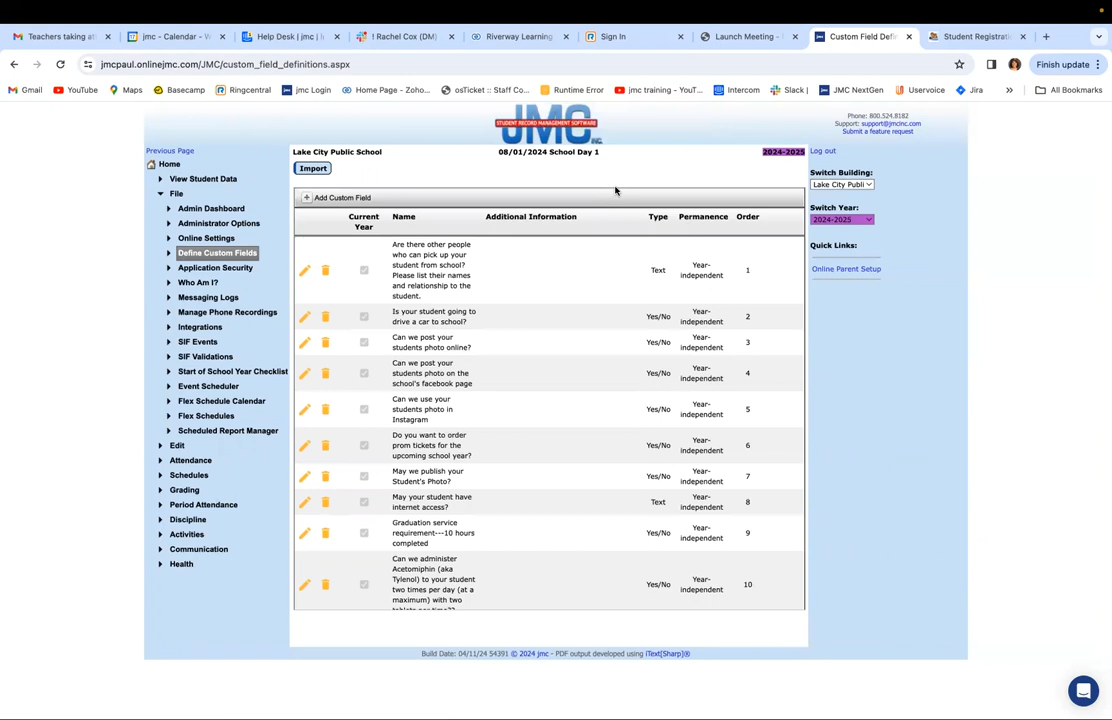 Teachers taking at
jmc - Calendar - W
Help Desk | jmc | I
! Rachel Cox (DM)
Riverway Learning
Sign In
Launch Meeting -
Custom Field Defin
Student Registratio
jmcpaul.onlinejmc.com/JMC/custom_field_definitions.aspx
Finish update
Gmail
YouTube
Maps
Basecamp
Ringcentral
jmc Login
Home Page - Zoho...
osTicket :: Staff Co...
Runtime Error
jmc training - YouT...
Intercom
Slack |
JMC NextGen
Uservoice
Jira
»
All Bookmarks
JMC INC.
STUDENT RECORD MANAGEMENT SOFTWARE
Phone: 800.524.8182
Support: support@jmcinc.com
Submit a feature request
Previous Page
Home
View Student Data
File
Admin Dashboard
Administrator Options
Online Settings
Define Custom Fields
Application Security
Who Am I?
Messaging Logs
Manage Phone Recordings
Integrations
SIF Events
SIF Validations
Start of School Year Checklist
Event Scheduler
Flex Schedule Calendar
Flex Schedules
Scheduled Report Manager
Edit
Attendance
Schedules
Grading
Period Attendance
Discipline
Activities
Communication
Health
Lake City Public School
08/01/2024 School Day 1
2024-2025
Import
+ Add Custom Field
Current
Year
Name
Additional Information
Type
Permanence
Order
Are there other people
who can pick up your
student from school?
Please list their names
and relationship to the
student.
Text
Year-
independent
1
Is your student going to
drive a car to school?
Yes/No
Year-
independent
2
Can we post your
students photo online?
Yes/No
Year-
independent
3
Can we post your
students photo on the
school's facebook page
Yes/No
Year-
independent
4
Can we use your
students photo in
Instagram
Yes/No
Year-
independent
5
Do you want to order
prom tickets for the
upcoming school year?
Yes/No
Year-
independent
6
May we publish your
Student's Photo?
Yes/No
Year-
independent
7
May your student have
internet access?
Text
Year-
independent
8
Graduation service
requirement---10 hours
completed
Yes/No
Year-
independent
9
Can we administer
Acetomiphin (aka
Tylenol) to your student
two times per day (at a
maximum) with two
Yes/No
Year-
independent
10
Log out
Switch Building:
Lake City Publi
Switch Year:
2024-2025
Quick Links:
Online Parent Setup
Build Date: 04/11/24 54391 © 2024 jmc - PDF output developed using iText[Sharp]®